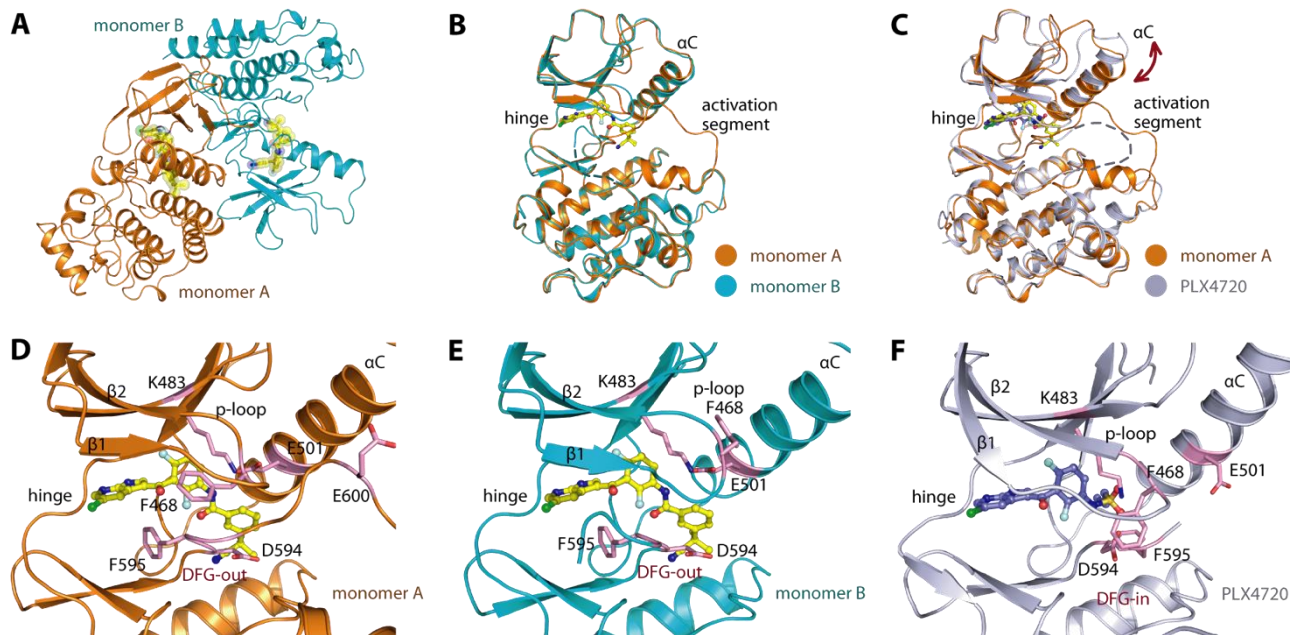 A
monomer B
monomer A
B
αC
hinge
activation
segment
monomer A
monomer B
C
αC
hinge
activation
segment
monomer A
PLX4720
D
αC
β2
K483
p-loop
β1
E501
E600
hinge
F468
F595
D594
DFG-out
monomer A
E
αC
K483
p-loop
β2
F468
β1
E501
hinge
F595
D594
DFG-out
monomer B
F
αC
β2
K483
p-loop
β1
F468
E501
hinge
D594
F595
DFG-in
PLX4720